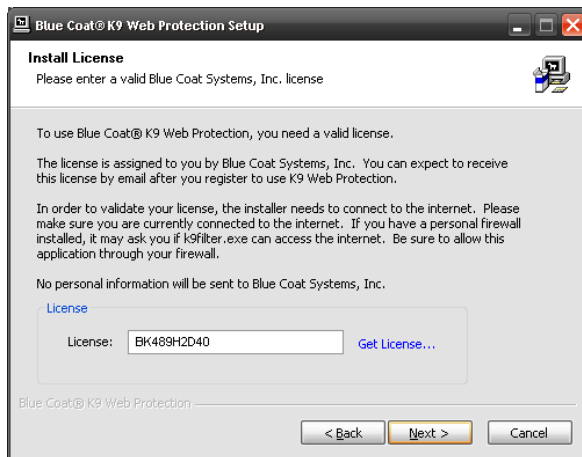 Blue Coat® K9 Web Protection Setup
Install License
Please enter a valid Blue Coat Systems, Inc. license
To use Blue Coat® K9 Web Protection, you need a valid license.
The license is assigned to you by Blue Coat Systems, Inc.  You can expect to receive
this license by email after you register to use K9 Web Protection.
In order to validate your license, the installer needs to connect to the internet.  Please
make sure you are currently connected to the internet.  If you have a personal firewall
installed, it may ask you if k9filter.exe can access the internet.  Be sure to allow this
application through your firewall.
No personal information will be sent to Blue Coat Systems, Inc.
License
License: BK489H2D40 Get License...
Blue Coat® K9 Web Protection
< Back Next > Cancel